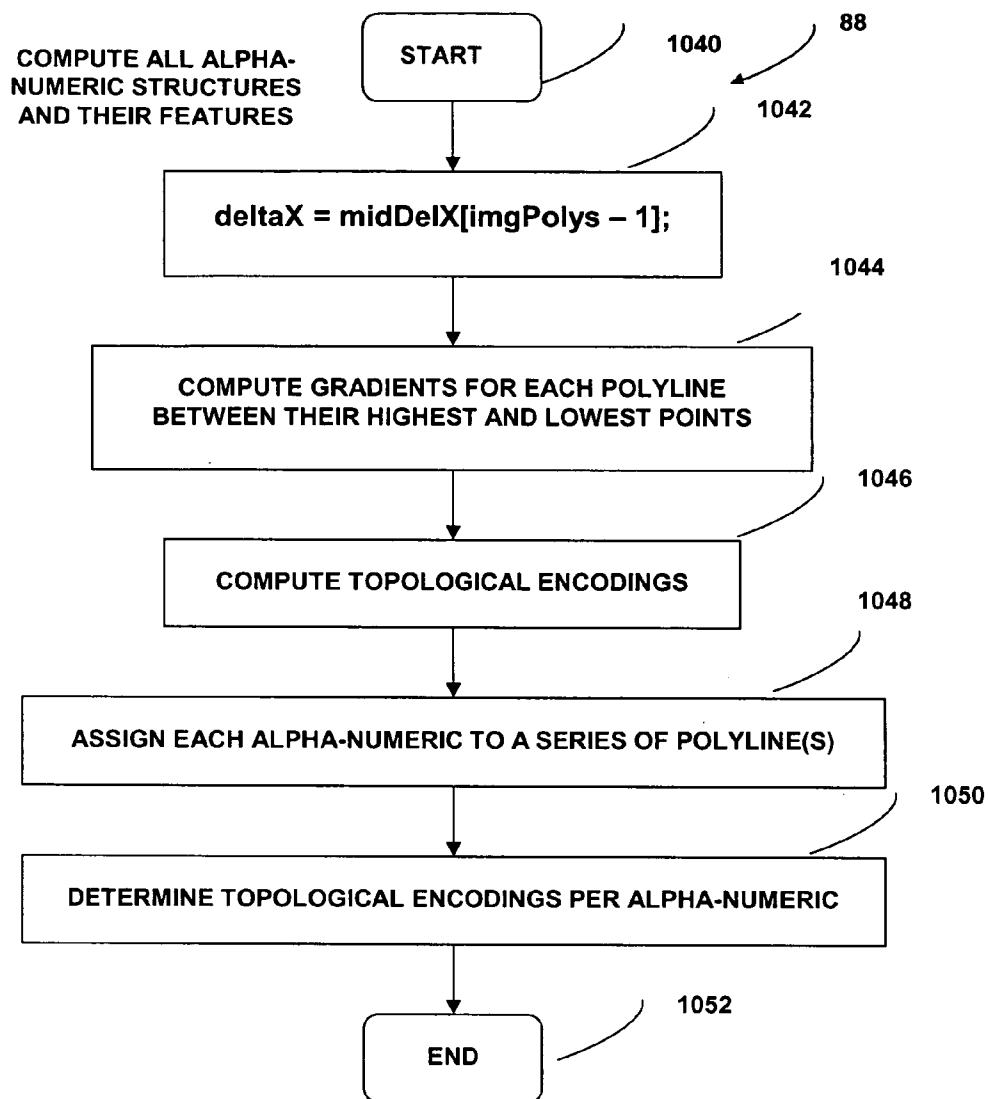 COMPUTE ALL ALPHA-
NUMERIC STRUCTURES
AND THEIR FEATURES
START
1040
88
1042
deltaX = midDelX[imgPolys – 1];
1044
COMPUTE GRADIENTS FOR EACH POLYLINE
BETWEEN THEIR HIGHEST AND LOWEST POINTS
1046
COMPUTE TOPOLOGICAL ENCODINGS
1048
ASSIGN EACH ALPHA-NUMERIC TO A SERIES OF POLYLINE(S)
1050
DETERMINE TOPOLOGICAL ENCODINGS PER ALPHA-NUMERIC
1052
END